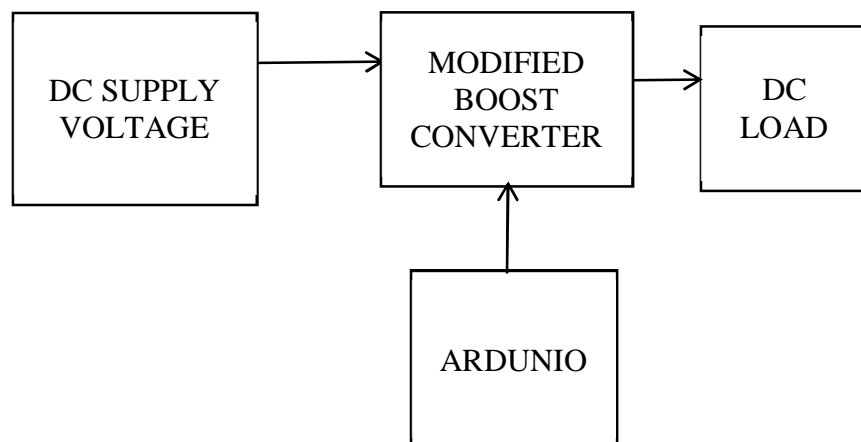 DC SUPPLY
VOLTAGE
MODIFIED
BOOST
CONVERTER
DC
LOAD
ARDUNIO